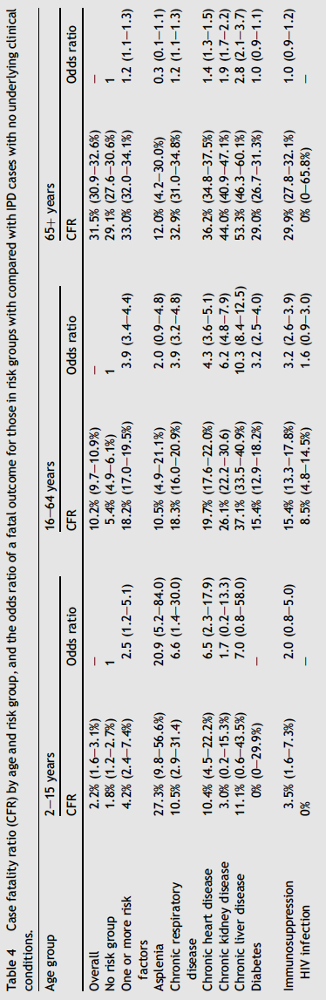 Table 4 Case fatality ratio (CFR) by age and risk group, and the odds ratio of a fatal outcome for those in risk groups with compared with IPD cases with no underlying clinical
conditions.
Age group 2–15 years 16–64 years 65+ years
CFR Odds ratio CFR Odds ratio CFR Odds ratio
Overall 2.2% (1.6–3.1%) – 10.2% (9.7–10.9%) – 31.5% (30.9–32.6%) –
No risk group 1.8% (1.2–2.7%) 1 5.4% (4.9–6.1%) 1 29.1% (27.6–30.6%) 1
One or more risk 4.2% (2.4–7.4%) 2.5 (1.2–5.1) 18.2% (17.0–19.5%) 3.9 (3.4–4.4) 33.0% (32.0–34.1%) 1.2 (1.1–1.3)
factors
Asplenia 27.3% (9.8–56.6%) 20.9 (5.2–84.0) 10.5% (4.9–21.1%) 2.0 (0.9–4.8) 12.0% (4.2–30.0%) 0.3 (0.1–1.1)
Chronic respiratory 10.5% (2.9–31.4) 6.6 (1.4–30.0) 18.3% (16.0–20.9%) 3.9 (3.2–4.8) 32.9% (31.0–34.8%) 1.2 (1.1–1.3)
disease
Chronic heart disease 10.4% (4.5–22.2%) 6.5 (2.3–17.9) 19.7% (17.6–22.0%) 4.3 (3.6–5.1) 36.2% (34.8–37.5%) 1.4 (1.3–1.5)
Chronic kidney disease 3.0% (0.2–15.3%) 1.7 (0.2–13.3) 26.1% (22.2–30.6) 6.2 (4.8–7.9) 44.0% (40.9–47.1%) 1.9 (1.7–2.2)
Chronic liver disease 11.1% (0.6–43.5%) 7.0 (0.8–58.0) 37.1% (33.5–40.9%) 10.3 (8.4–12.5) 53.3% (46.3–60.1%) 2.8 (2.1–3.7)
Diabetes 0% (0–29.9%) – 15.4% (12.9–18.2%) 3.2 (2.5–4.0) 29.0% (26.7–31.3%) 1.0 (0.9–1.1)
Immunosuppression 3.5% (1.6–7.3%) 2.0 (0.8–5.0) 15.4% (13.3–17.8%) 3.2 (2.6–3.9) 29.9% (27.8–32.1%) 1.0 (0.9–1.2)
HIV infection 0% – 8.5% (4.8–14.5%) 1.6 (0.9–3.0) 0% (0–65.8%) –